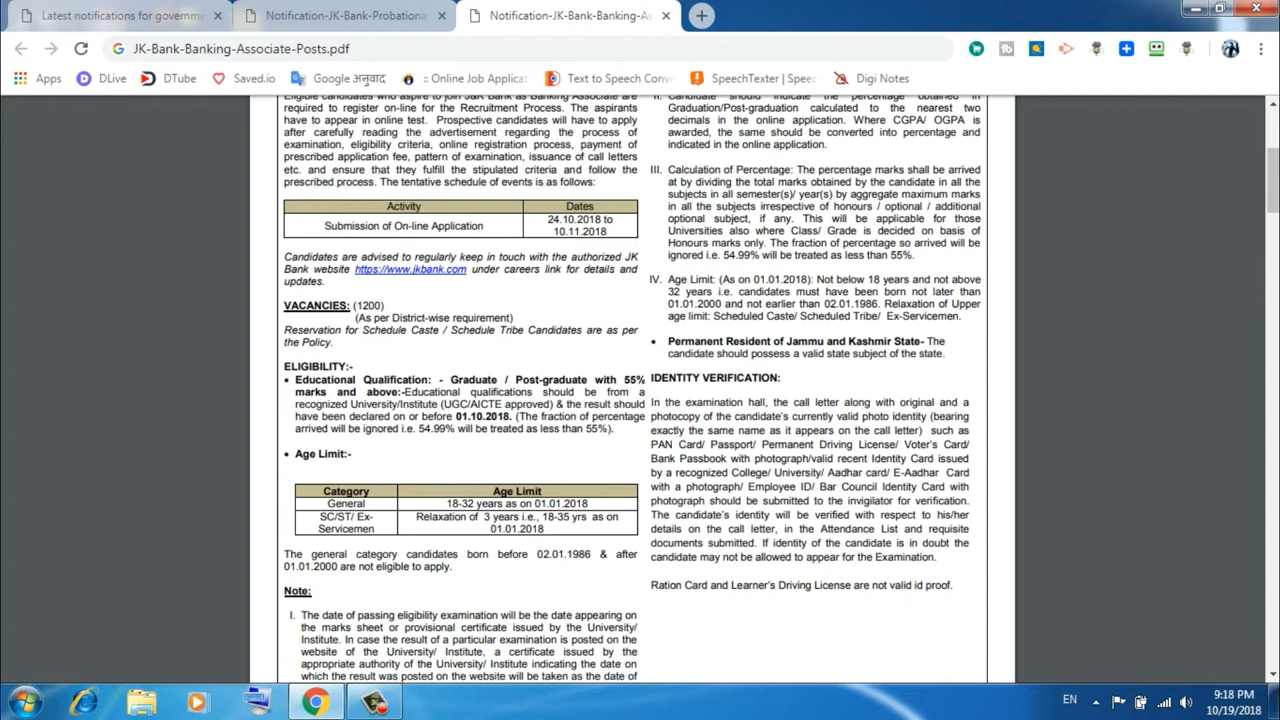 Latest notifications for governme
Notification-JK-Bank-Probationa
Notification-JK-Bank-Banking-As
JK-Bank-Banking-Associate-Posts.pdf
Apps
DLive
DTube
Saved.io
Google अनुवाद
:: Online Job Applicat
Text to Speech Conv
SpeechTexter | Spee
Digi Notes
Eligible candidates who aspire to join J&K Bank as Banking Associate are
required to register on-line for the Recruitment Process. The aspirants
have to appear in online test. Prospective candidates will have to apply
after carefully reading the advertisement regarding the process of
examination, eligibility criteria, online registration process, payment of
prescribed application fee, pattern of examination, issuance of call letters
etc. and ensure that they fulfill the stipulated criteria and follow the
prescribed process. The tentative schedule of events is as follows:
Activity Dates
Submission of On-line Application 24.10.2018 to
10.11.2018
Candidates are advised to regularly keep in touch with the authorized JK
Bank website https://www.jkbank.com under careers link for details and
updates.
VACANCIES: (1200)
(As per District-wise requirement)
Reservation for Schedule Caste / Schedule Tribe Candidates are as per
the Policy.
ELIGIBILITY:-
• Educational Qualification: - Graduate / Post-graduate with 55%
marks and above:-Educational qualifications should be from a
recognized University/Institute (UGC/AICTE approved) & the result should
have been declared on or before 01.10.2018. (The fraction of percentage
arrived will be ignored i.e. 54.99% will be treated as less than 55%).
• Age Limit:-
Category Age Limit
General 18-32 years as on 01.01.2018
SC/ST/ Ex-
Servicemen Relaxation of 3 years i.e., 18-35 yrs as on
01.01.2018
The general category candidates born before 02.01.1986 & after
01.01.2000 are not eligible to apply.
Note:
I. The date of passing eligibility examination will be the date appearing on
the marks sheet or provisional certificate issued by the University/
Institute. In case the result of a particular examination is posted on the
website of the University/ Institute, a certificate issued by the
appropriate authority of the University/ Institute indicating the date on
which the result was posted on the website will be taken as the date of
II. Candidate should indicate the percentage obtained in
Graduation/Post-graduation calculated to the nearest two
decimals in the online application. Where CGPA/ OGPA is
awarded, the same should be converted into percentage and
indicated in the online application.
III. Calculation of Percentage: The percentage marks shall be arrived
at by dividing the total marks obtained by the candidate in all the
subjects in all semester(s)/ year(s) by aggregate maximum marks
in all the subjects irrespective of honours / optional / additional
optional subject, if any. This will be applicable for those
Universities also where Class/ Grade is decided on basis of
Honours marks only. The fraction of percentage so arrived will be
ignored i.e. 54.99% will be treated as less than 55%.
IV. Age Limit: (As on 01.01.2018): Not below 18 years and not above
32 years i.e. candidates must have been born not later than
01.01.2000 and not earlier than 02.01.1986. Relaxation of Upper
age limit: Scheduled Caste/ Scheduled Tribe/ Ex-Servicemen.
• Permanent Resident of Jammu and Kashmir State- The
candidate should possess a valid state subject of the state.
IDENTITY VERIFICATION:
In the examination hall, the call letter along with original and a
photocopy of the candidate's currently valid photo identity (bearing
exactly the same name as it appears on the call letter) such as
PAN Card/ Passport/ Permanent Driving License/ Voter's Card/
Bank Passbook with photograph/valid recent Identity Card issued
by a recognized College/ University/ Aadhar card/ E-Aadhar Card
with a photograph/ Employee ID/ Bar Council Identity Card with
photograph should be submitted to the invigilator for verification.
The candidate's identity will be verified with respect to his/her
details on the call letter, in the Attendance List and requisite
documents submitted. If identity of the candidate is in doubt the
candidate may not be allowed to appear for the Examination.
Ration Card and Learner's Driving License are not valid id proof.
EN
9:18 PM
10/19/2018